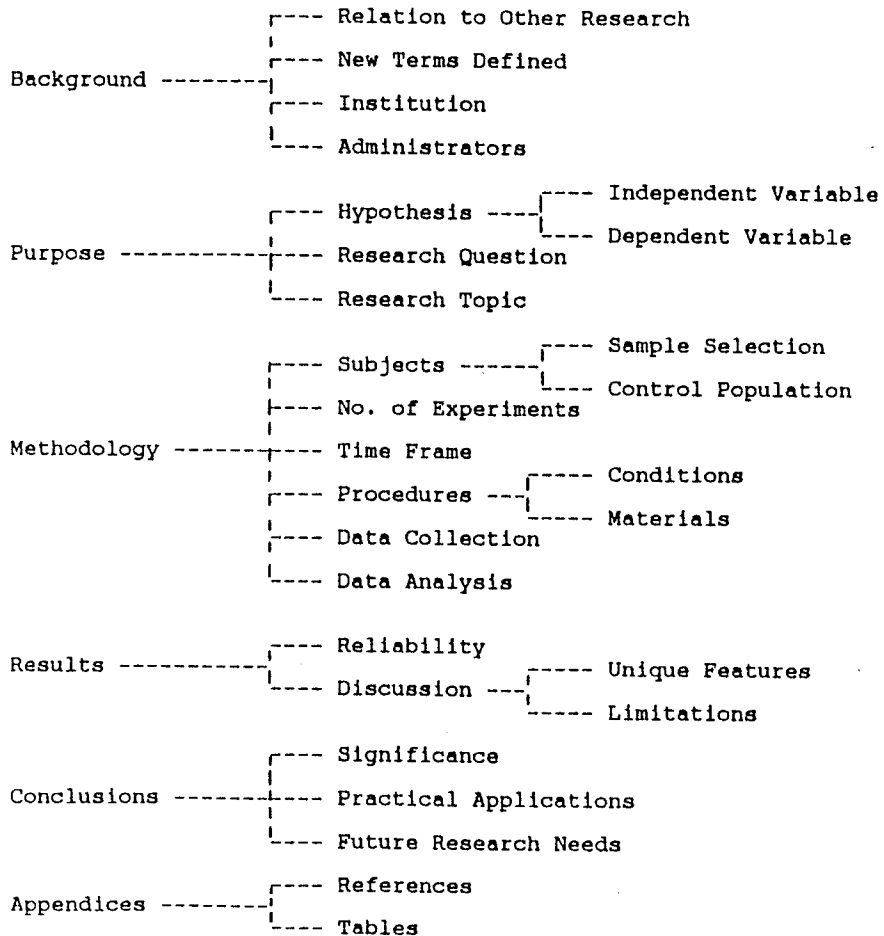 Relation to Other Research
New Terms Defined
Background
Institution
Administrators
Independent Variable
Hypothesis
Dependent Variable
Purpose
Research Question
Research Topic
Sample Selection
Subjects
Control Population
No. of Experiments
Methodology
Time Frame
Conditions
Procedures
Materials
Data Collection
Data Analysis
Reliability
Results
Unique Features
Discussion
Limitations
Significance
Conclusions
Practical Applications
Future Research Needs
References
Appendices
Tables